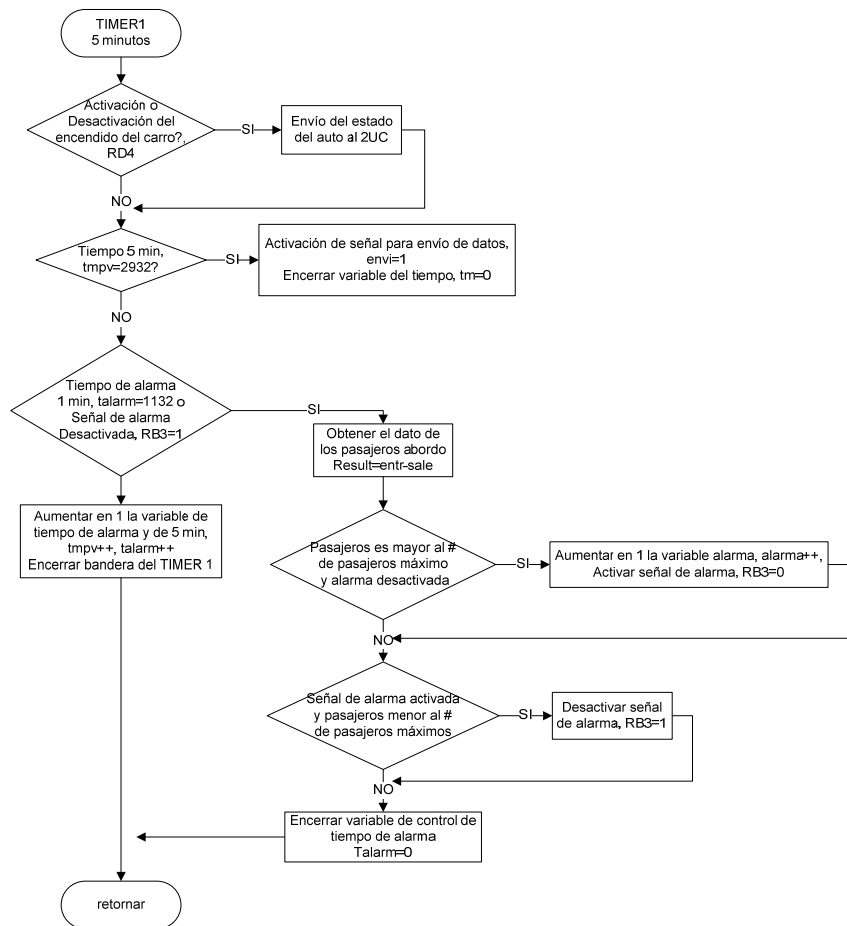 TIMER1
5 minutos
Activación o
Desactivación del
encendido del carro?,
RD4
SI
Envío del estado
del auto al 2UC
NO
Tiempo 5 min,
tmpv=2932?
SI
Activación de señal para envío de datos,
envi=1
Encerrar variable del tiempo, tm=0
NO
Tiempo de alarma
1 min, talarm=1132 o
Señal de alarma
Desactivada, RB3=1
SI
Obtener el dato de
los pasajeros abordo
Result=entr-sale
Aumentar en 1 la variable de
tiempo de alarma y de 5 min,
tmpv++, talarm++
Encerrar bandera del TIMER 1
Pasajeros es mayor al #
de pasajeros máximo
y alarma desactivada
SI
Aumentar en 1 la variable alarma, alarma++,
Activar señal de alarma, RB3=0
NO
Señal de alarma activada
y pasajeros menor al #
de pasajeros máximos
SI
Desactivar señal
de alarma, RB3=1
NO
Encerrar variable de control de
tiempo de alarma
Talarm=0
retornar